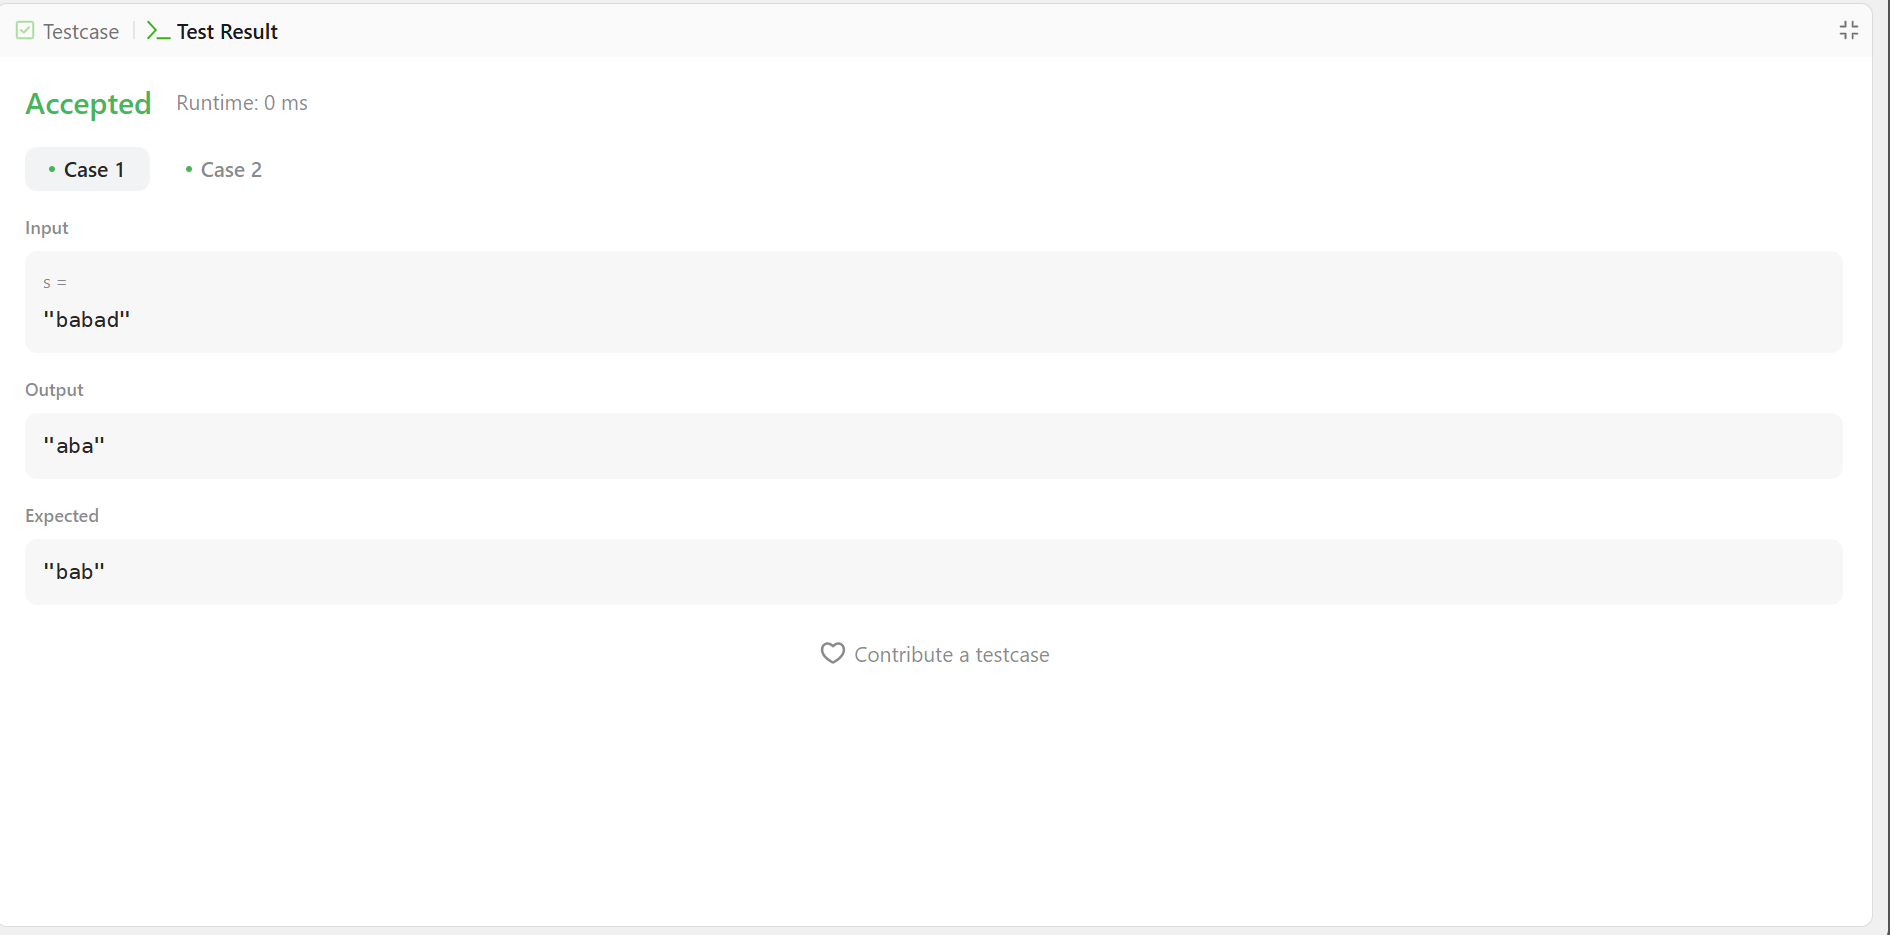 Testcase
Test Result
Accepted Runtime: 0 ms
Case 1 Case 2
Input
s =
"babad"
Output
"aba"
Expected
"bab"
Contribute a testcase